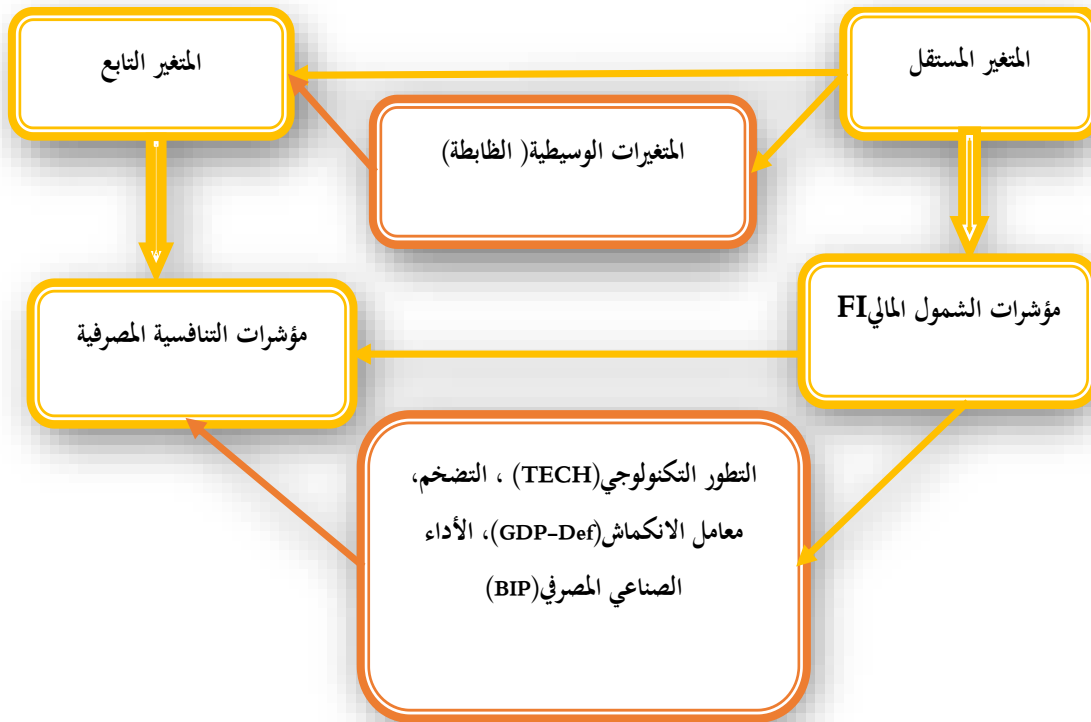 المتغير المستقل
المتغير التابع
المتغيرات الوسيطية( الظابطة)
مؤشرات الشمول الماليFI
مؤشرات التنافسية المصرفية
التطور التكنولوجي(TECH) ، التضخم،
معامل الانكماش(GDP-Def)، الأداء
الصناعي المصرفي(BIP)